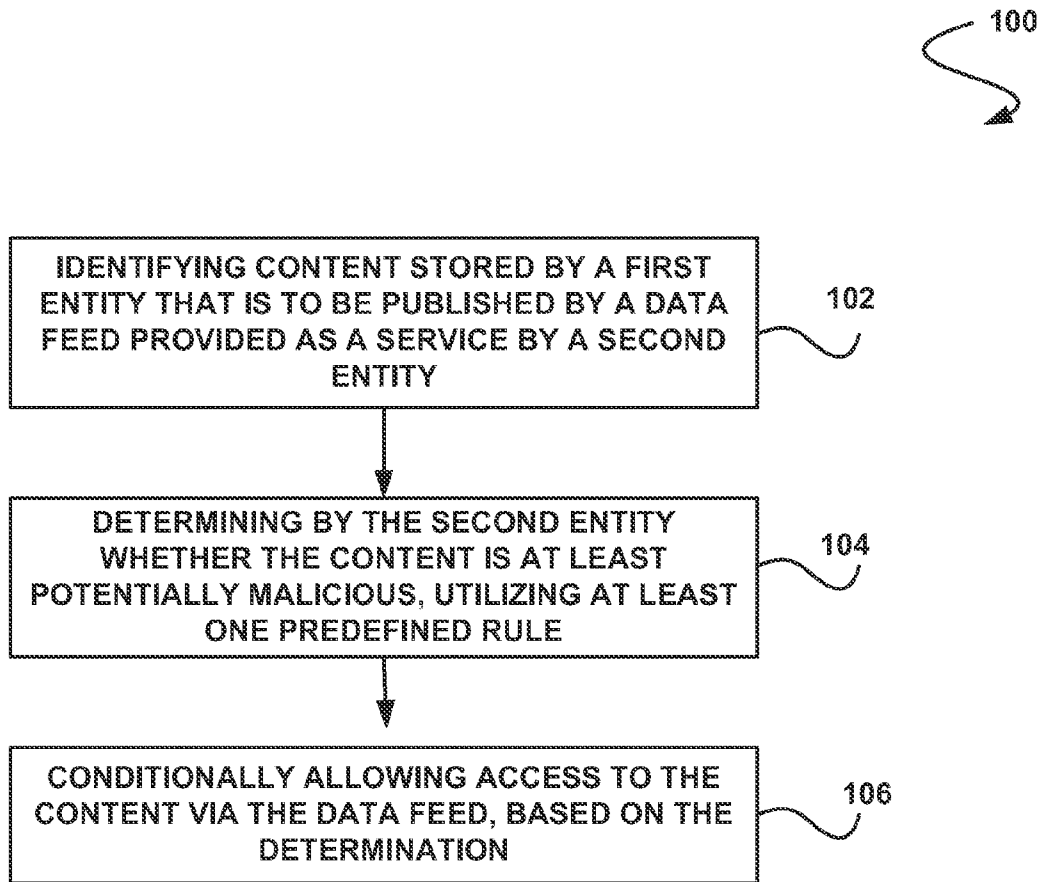 100
IDENTIFYING CONTENT STORED BY A FIRST
ENTITY THAT IS TO BE PUBLISHED BY A DATA
FEED PROVIDED AS A SERVICE BY A SECOND
ENTITY
102
DETERMINING BY THE SECOND ENTITY
WHETHER THE CONTENT IS AT LEAST
POTENTIALLY MALICIOUS, UTILIZING AT LEAST
ONE PREDEFINED RULE
104
CONDITIONALLY ALLOWING ACCESS TO THE
CONTENT VIA THE DATA FEED, BASED ON THE
DETERMINATION
106